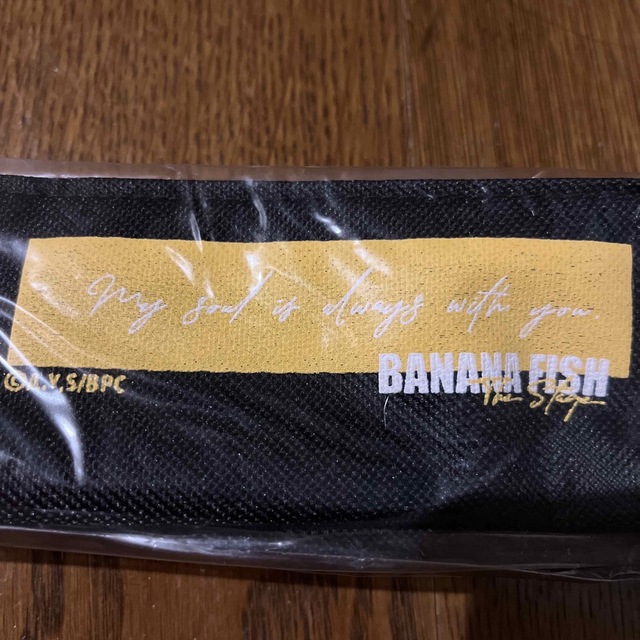 My soul is always with you.
BANANA FISH
The Stage
©A.Y,S/BPC